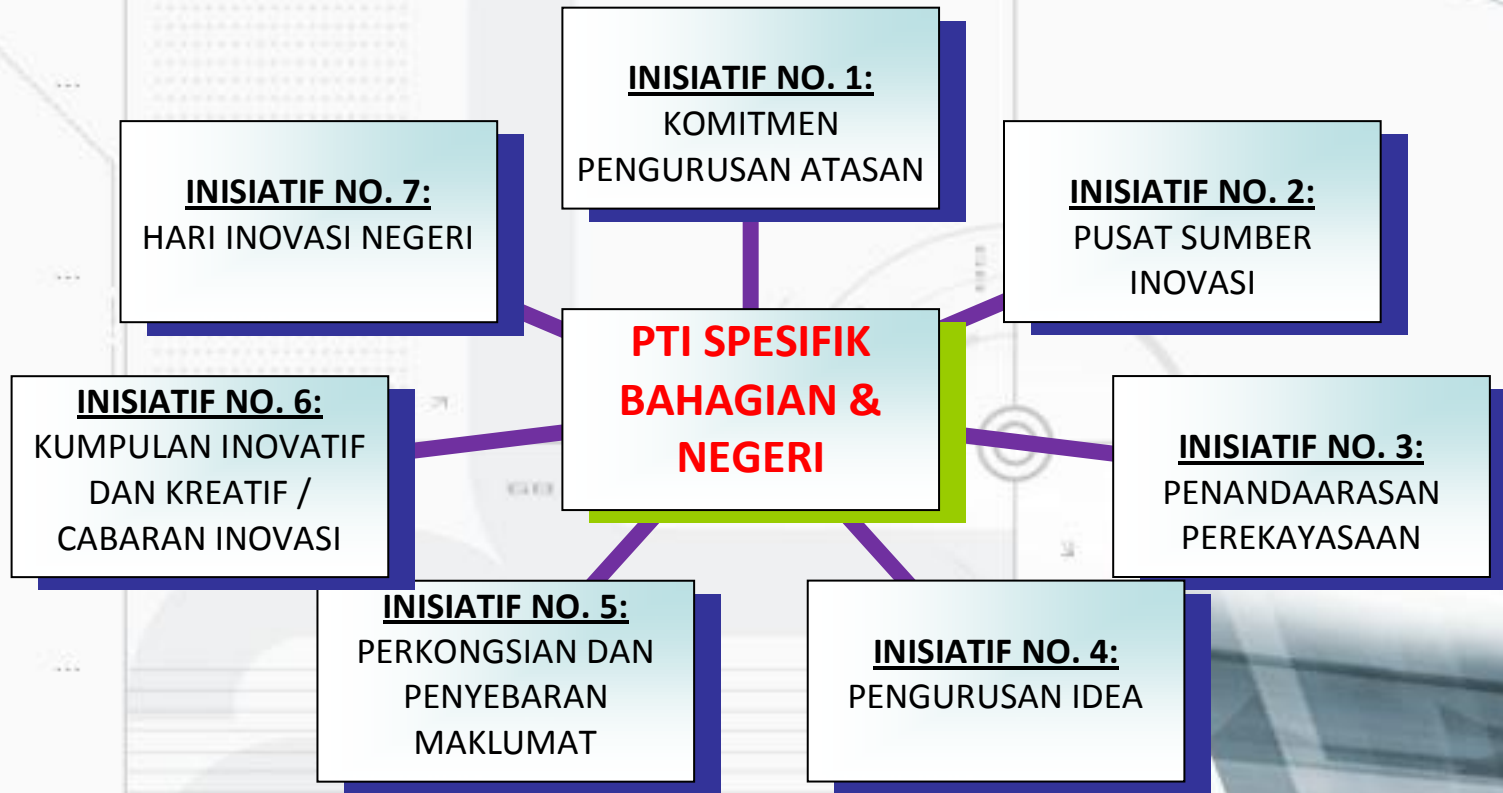 INISIATIF NO. 1:
KOMITMEN
PENGURUSAN ATASAN
INISIATIF NO. 7:
HARI INOVASI NEGERI
INISIATIF NO. 2:
PUSAT SUMBER
INOVASI
PTI SPESIFIK
BAHAGIAN &
NEGERI
INISIATIF NO. 6:
KUMPULAN INOVATIF
DAN KREATIF /
CABARAN INOVASI
INISIATIF NO. 3:
PENANDAARASAN
PEREKAYASAAN
INISIATIF NO. 5:
PERKONGSIAN DAN
PENYEBARAN
MAKLUMAT
INISIATIF NO. 4:
PENGURUSAN IDEA